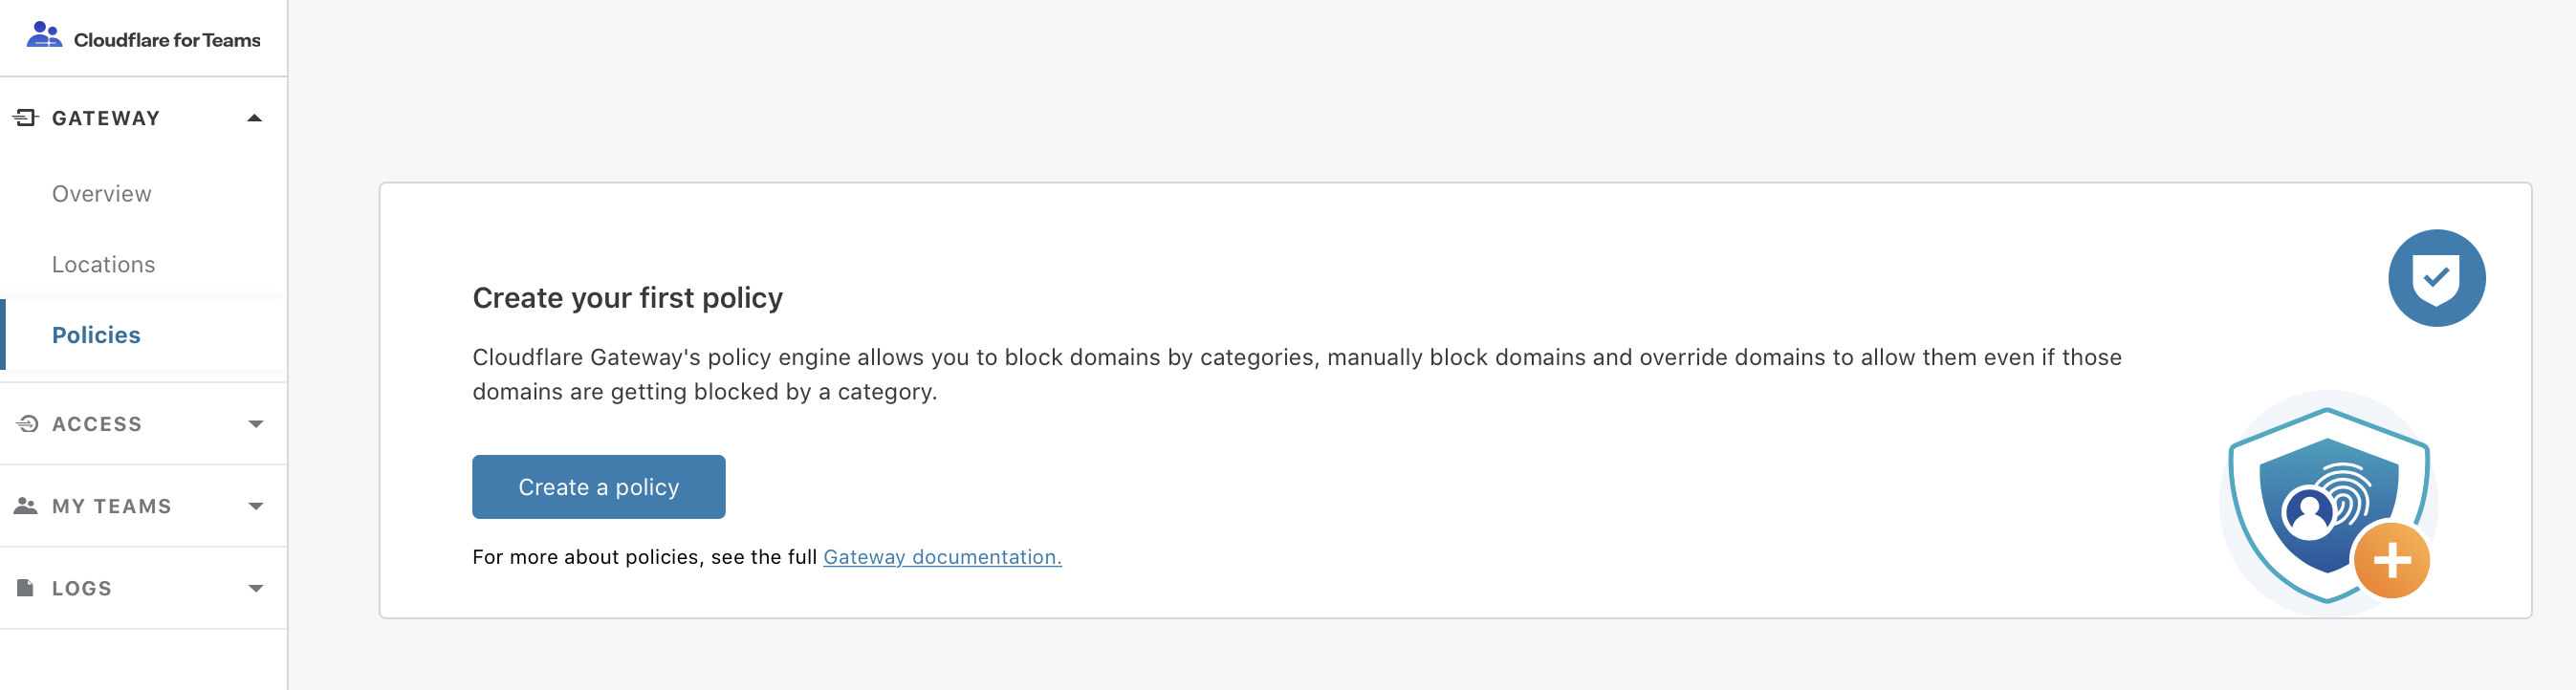 Cloudflare for Teams
GATEWAY
Overview
Locations
Policies
ACCESS
MY TEAMS
LOGS
Create your first policy
Cloudflare Gateway's policy engine allows you to block domains by categories, manually block domains and override domains to allow them even if those
domains are getting blocked by a category.
Create a policy
For more about policies, see the full Gateway documentation.